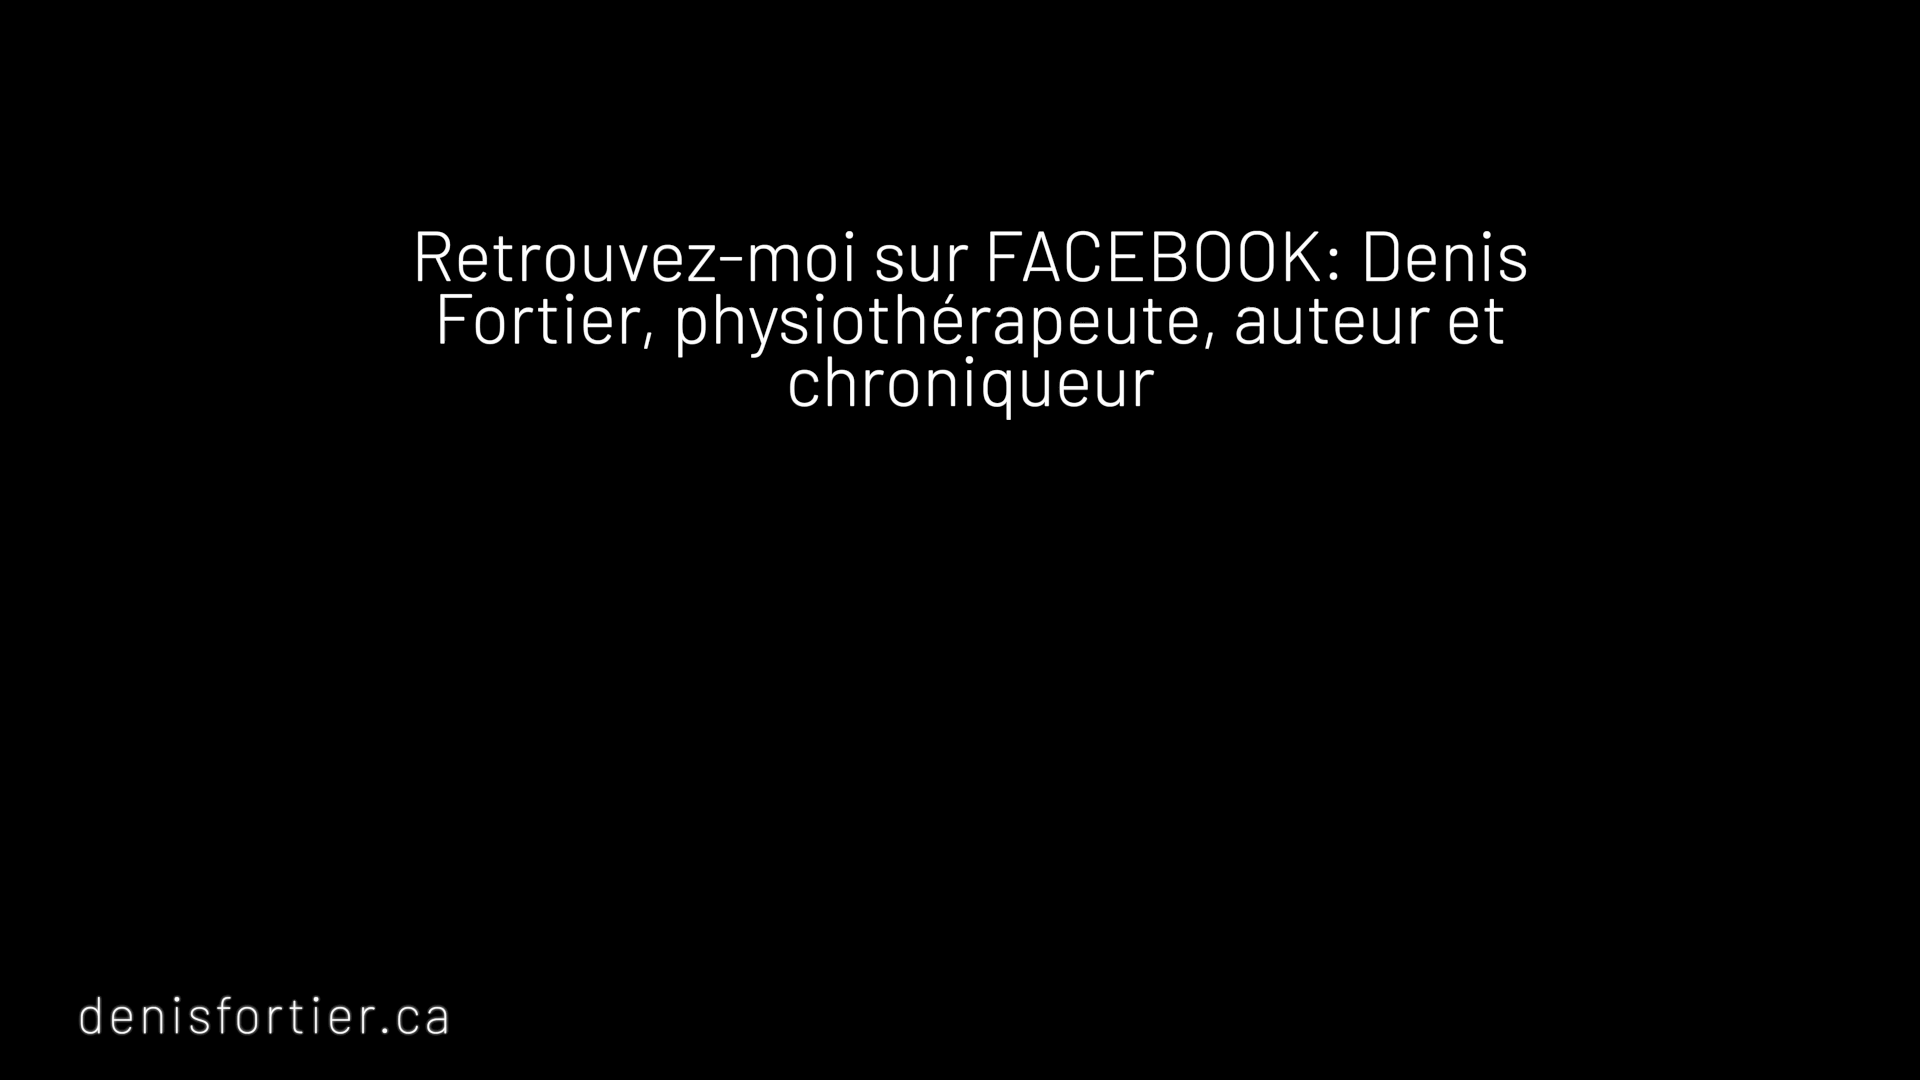 Retrouvez-moi sur FACEBOOK: Denis
Fortier, physiothérapeute, auteur et
chroniqueur
denisfortier.ca